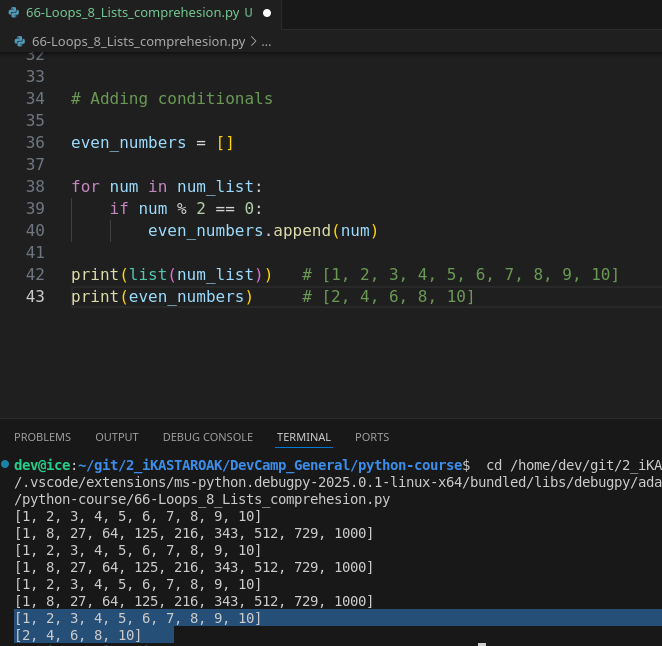 66-Loops_8_Lists_comprehesion.py U ●
66-Loops_8_Lists_comprehesion.py > ...
32
33
34 # Adding conditionals
35
36 even_numbers = []
37
38 for num in num_list:
39     if num % 2 == 0:
40         even_numbers.append(num)
41
42 print(list(num_list))   # [1, 2, 3, 4, 5, 6, 7, 8, 9, 10]
43 print(even_numbers)     # [2, 4, 6, 8, 10]
PROBLEMS OUTPUT DEBUG CONSOLE TERMINAL PORTS
dev@ice:~/git/2_iKASTAROAK/DevCamp_General/python-course$  cd /home/dev/git/2_iKA
/.vscode/extensions/ms-python.debugpy-2025.0.1-linux-x64/bundled/libs/debugpy/ada
/python-course/66-Loops_8_Lists_comprehesion.py
[1, 2, 3, 4, 5, 6, 7, 8, 9, 10]
[1, 8, 27, 64, 125, 216, 343, 512, 729, 1000]
[1, 2, 3, 4, 5, 6, 7, 8, 9, 10]
[1, 8, 27, 64, 125, 216, 343, 512, 729, 1000]
[1, 2, 3, 4, 5, 6, 7, 8, 9, 10]
[1, 8, 27, 64, 125, 216, 343, 512, 729, 1000]
[1, 2, 3, 4, 5, 6, 7, 8, 9, 10]
[2, 4, 6, 8, 10]